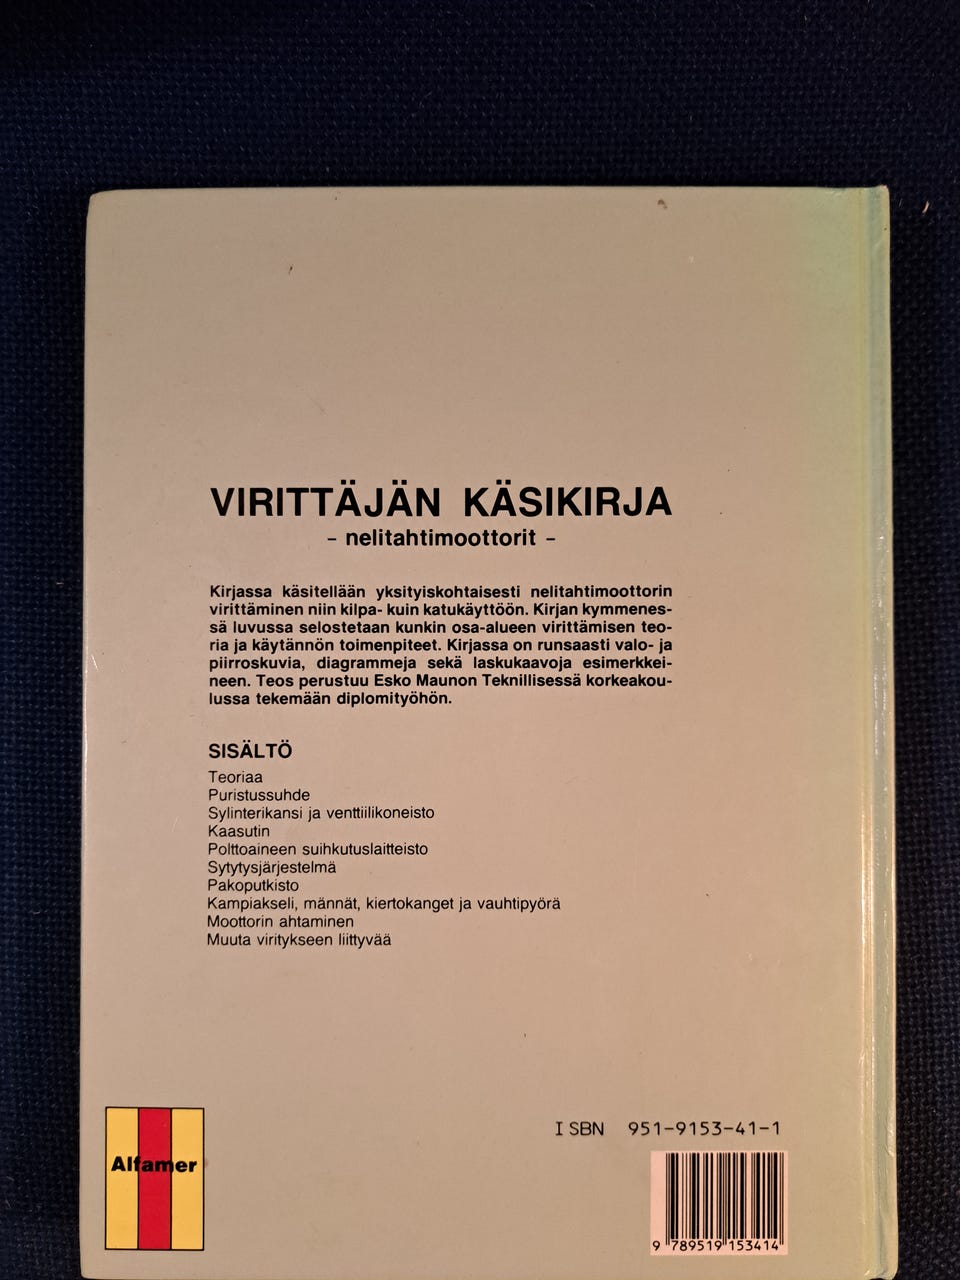 VIRITTÄJÄN KÄSIKIRJA
- nelitahtimoottorit -
Kirjassa käsitellään yksityiskohtaisesti nelitahtimoottorin
virittäminen niin kilpa- kuin katukäyttöön. Kirjan kymmenes-
sä luvussa selostetaan kunkin osa-alueen virittämisen teo-
ria ja käytännön toimenpiteet. Kirjassa on runsaasti valo- ja
piirroskuvia, diagrammeja sekä laskukaavoja esimerkkei-
neen. Teos perustuu Esko Maunon Teknillisessä korkeakou-
lussa tekemään diplomityöhön.
SISÄLTÖ
Teoriaa
Puristussuhde
Sylinterikansi ja venttiilikoneisto
Kaasutin
Polttoaineen suihkutuslaitteisto
Sytytysjärjestelmä
Pakoputkisto
Kampiakseli, männät, kiertokanget ja vauhtipyörä
Moottorin ahtaminen
Muuta viritykseen liittyvää
Alfamer
ISBN 951-9153-41-1
9 789519 153414